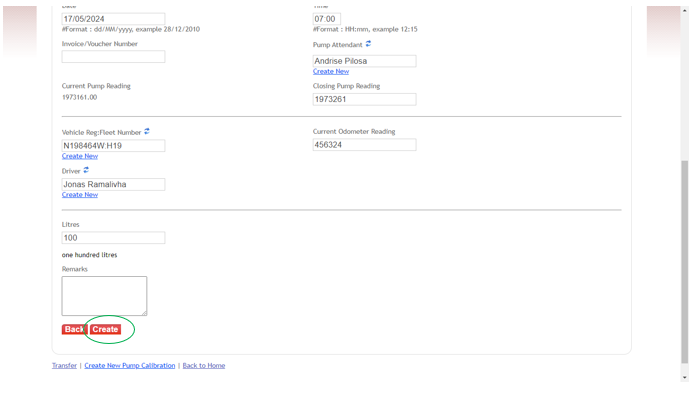 Date
Time
17/05/2024
07:00
#Format : dd/MM/yyyy, example 28/12/2010
#Format : HH:mm, example 12:15
Invoice/Voucher Number
Pump Attendant
Andrise Pilosa
Create New
Current Pump Reading
Closing Pump Reading
1973161.00
1973261
Vehicle Reg:Fleet Number
Current Odometer Reading
N198464W:H19
456324
Create New
Driver
Jonas Ramalivha
Create New
Litres
100
one hundred litres
Remarks
Back Create
Transfer | Create New Pump Calibration | Back to Home